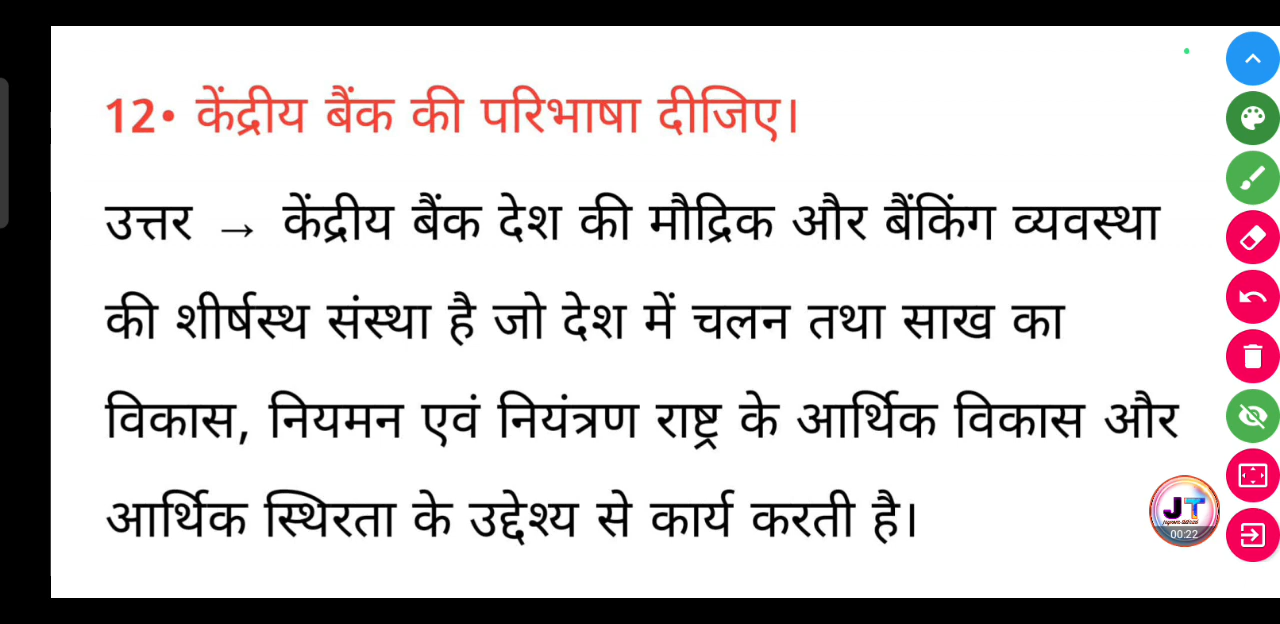 12• केंद्रीय बैंक की परिभाषा दीजिए।
उत्तर → केंद्रीय बैंक देश की मौद्रिक और बैंकिंग व्यवस्था
की शीर्षस्थ संस्था है जो देश में चलन तथा साख का
विकास, नियमन एवं नियंत्रण राष्ट्र के आर्थिक विकास और
आर्थिक स्थिरता के उद्देश्य से कार्य करती है।
JT
00:22